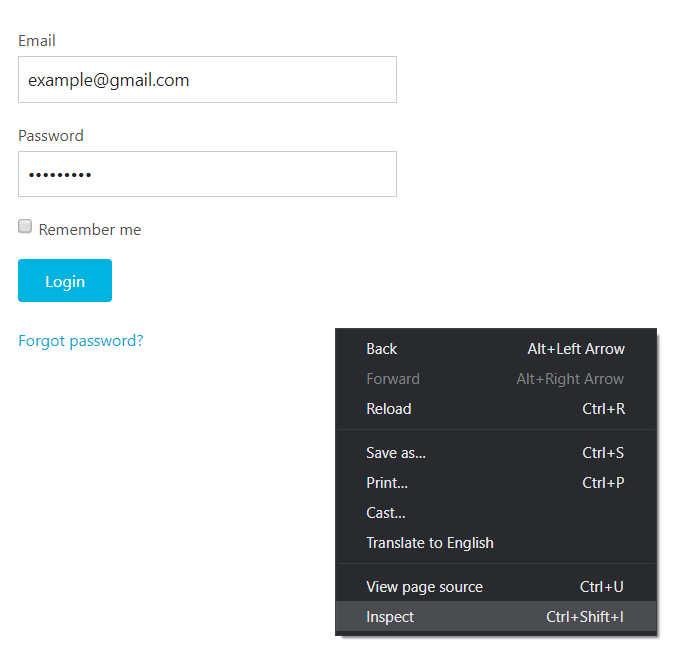 Email
example@gmail.com
Password
•••••••••
Remember me
Login
Forgot password?
Back Alt+Left Arrow
Forward Alt+Right Arrow
Reload Ctrl+R
Save as... Ctrl+S
Print... Ctrl+P
Cast...
Translate to English
View page source Ctrl+U
Inspect Ctrl+Shift+I